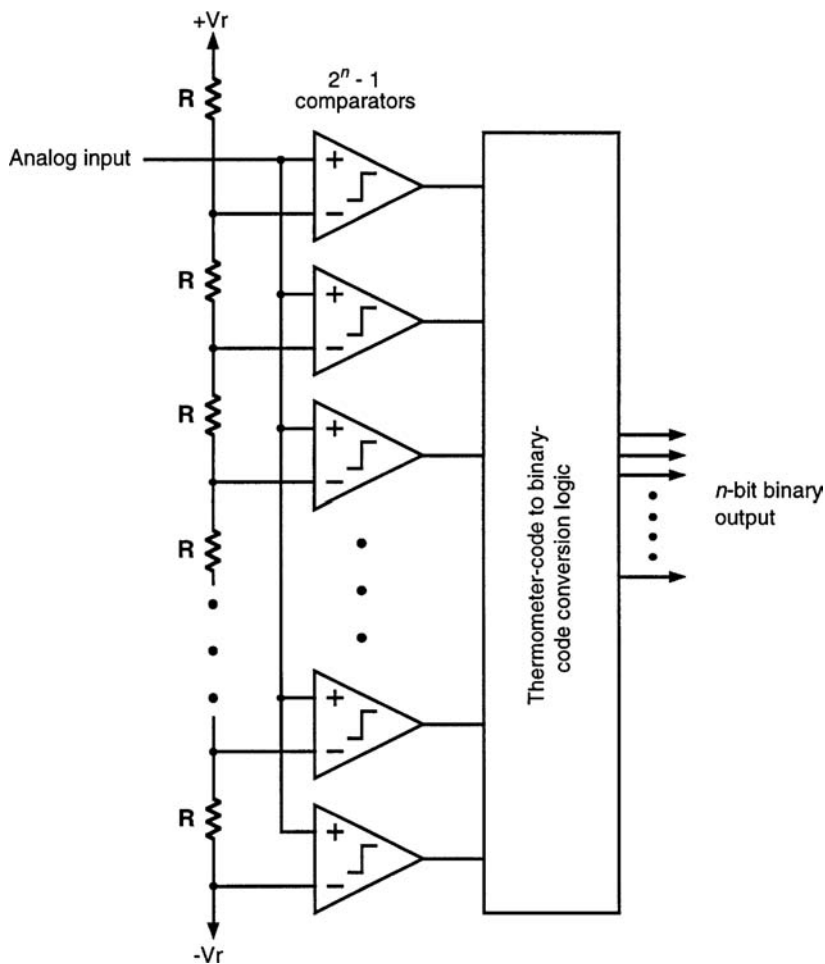 +Vr
R
2ⁿ - 1
comparators
Analog input
+
−
R
+
−
R
+
−
R
Thermometer-code to binary-
code conversion logic
n-bit binary
output
+
−
R
+
−
-Vr